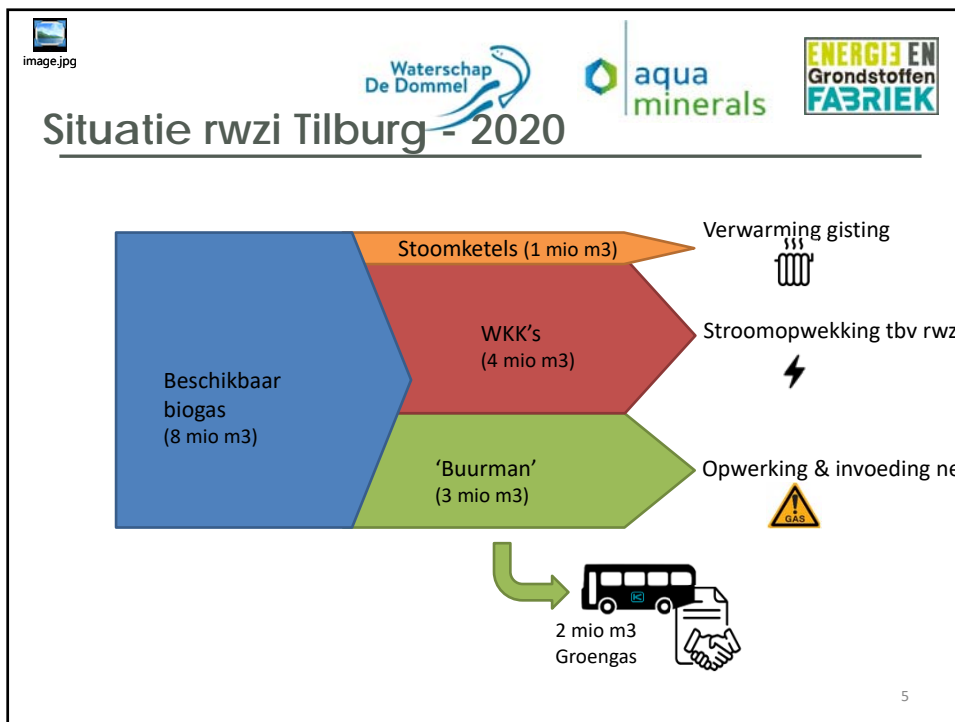 image.jpg
Waterschap
De Dommel
aqua
minerals
ENERGI3 EN
Grondstoffen
FA3RIEK
Situatie rwzi Tilburg - 2020
Verwarming gisting
Stoomketels (1 mio m3)
WKK's
(4 mio m3)
Stroomopwekking tbv rwz
Beschikbaar
biogas
(8 mio m3)
‘Buurman’
(3 mio m3)
Opwerking & invoeding ne
GAS
2 mio m3
Groengas
5